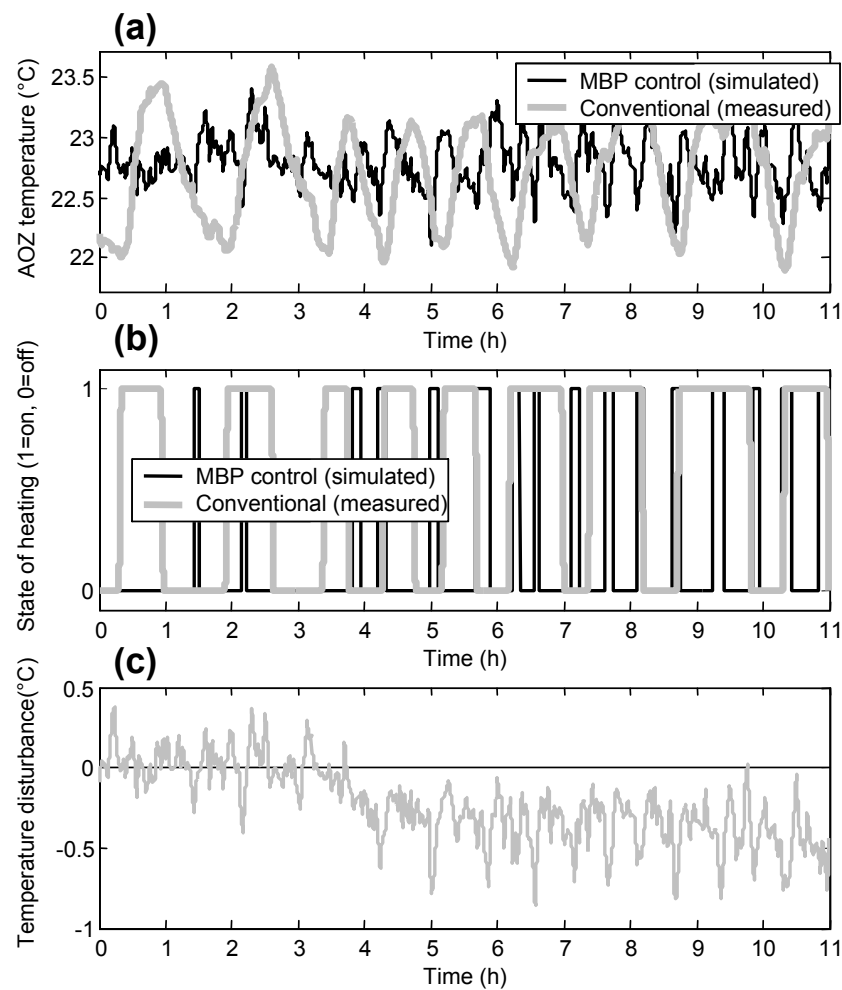 (a)
AOZ temperature (°C)
23.5
23
22.5
22
MBP control (simulated)
Conventional (measured)
0 1 2 3 4 5 6 7 8 9 10 11
Time (h)
(b)
State of heating (1=on, 0=off)
1
0
MBP control (simulated)
Conventional (measured)
0 1 2 3 4 5 6 7 8 9 10 11
Time (h)
(c)
Temperature disturbance(°C)
0.5
0
-0.5
-1
0 1 2 3 4 5 6 7 8 9 10 11
Time (h)